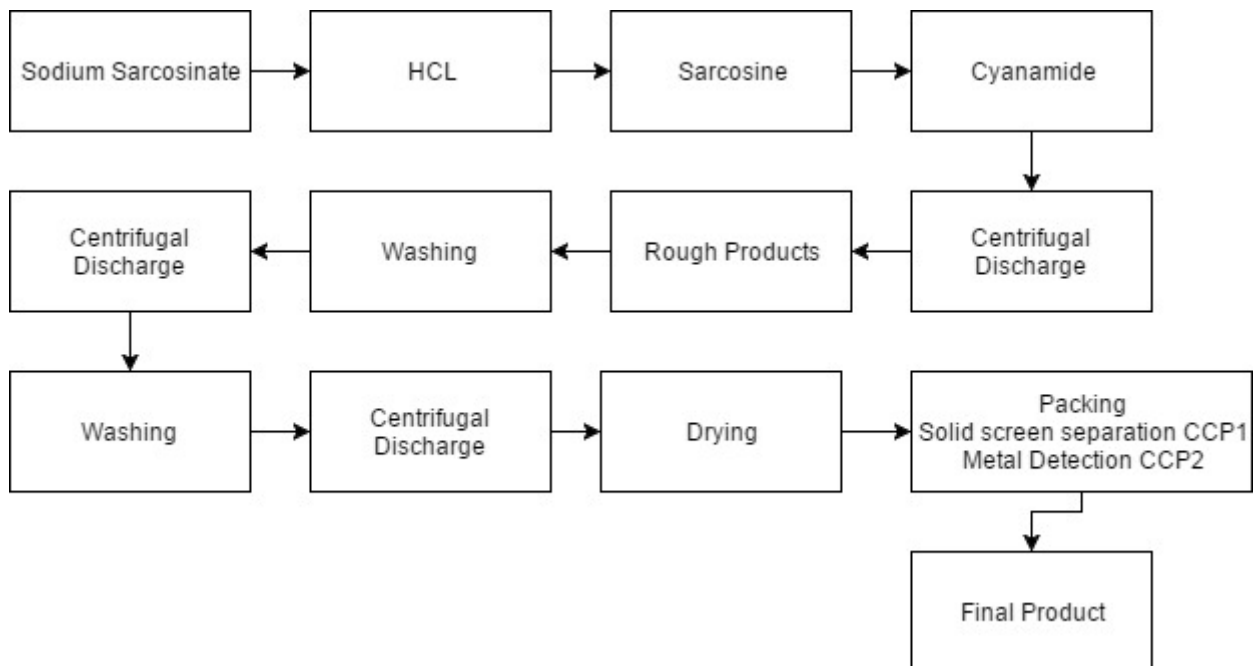 Sodium Sarcosinate
HCL
Sarcosine
Cyanamide
Centrifugal
Discharge
Rough Products
Washing
Centrifugal
Discharge
Washing
Centrifugal
Discharge
Drying
Packing
Solid screen separation CCP1
Metal Detection CCP2
Final Product